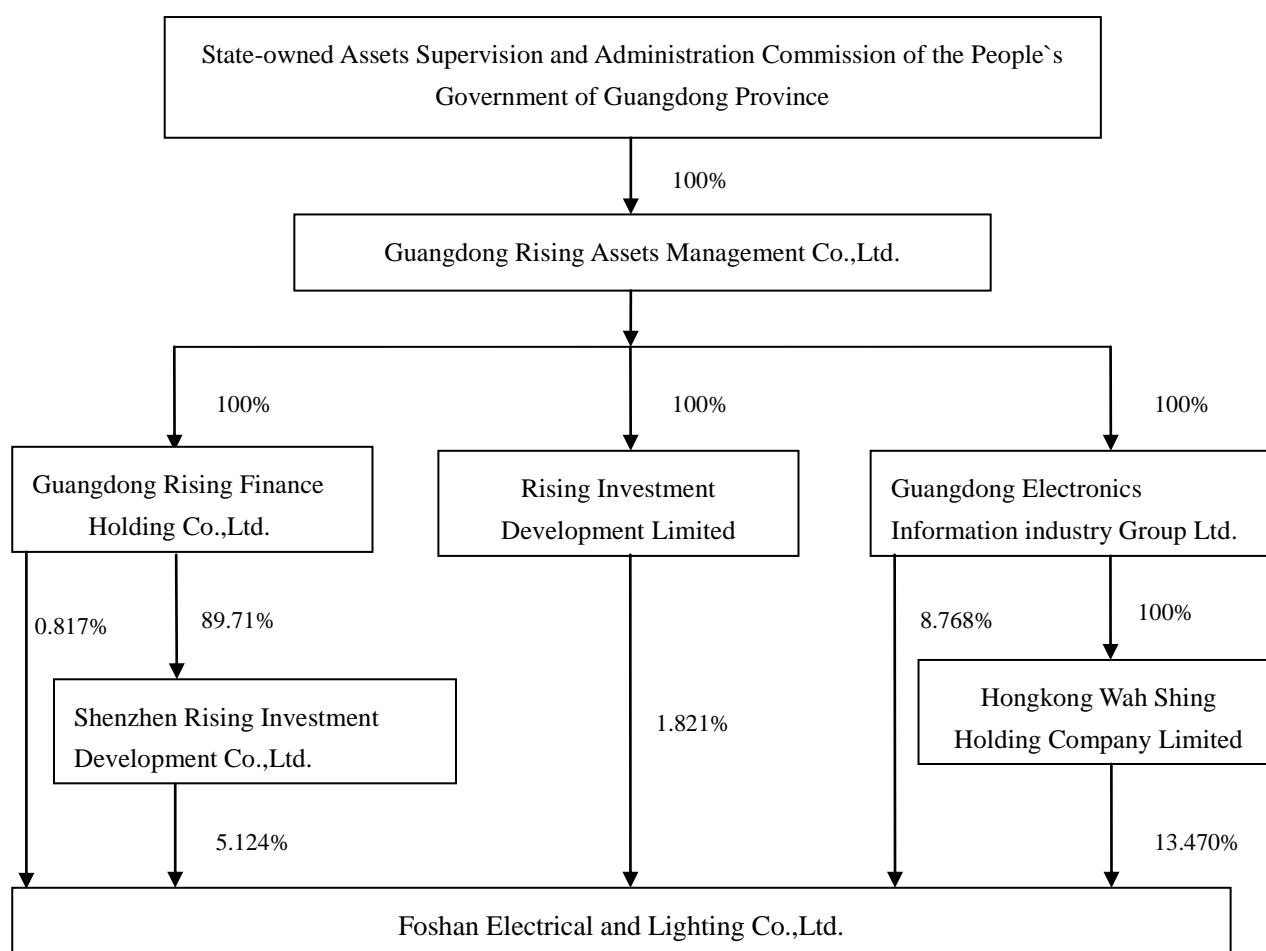 State-owned Assets Supervision and Administration Commission of the People`s
Government of Guangdong Province
100%
Guangdong Rising Assets Management Co.,Ltd.
100%
100%
100%
Guangdong Rising Finance
Holding Co.,Ltd.
Rising Investment
Development Limited
Guangdong Electronics
Information industry Group Ltd.
0.817%
89.71%
8.768%
100%
Shenzhen Rising Investment
Development Co.,Ltd.
1.821%
Hongkong Wah Shing
Holding Company Limited
5.124%
13.470%
Foshan Electrical and Lighting Co.,Ltd.